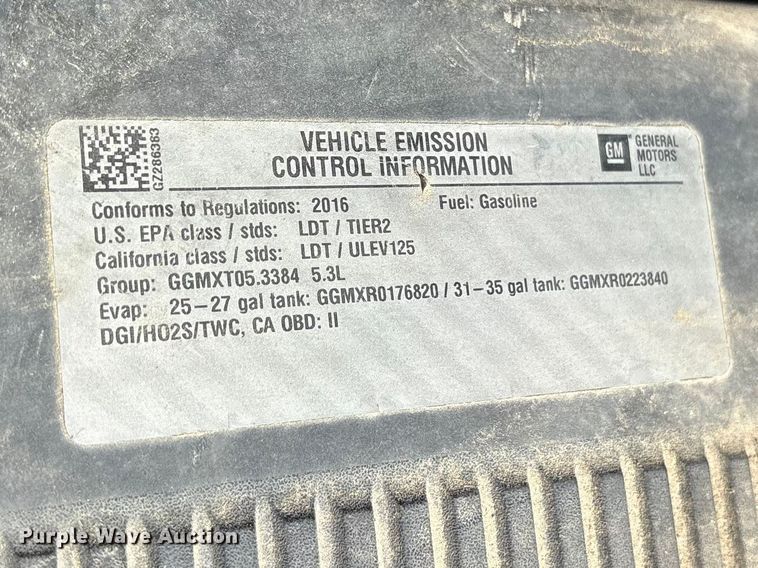 GZ286363
VEHICLE EMISSION
CONTROL INFORMATION
GM
GENERAL
MOTORS
LLC
Conforms to Regulations: 2016 Fuel: Gasoline
U.S. EPA class / stds: LDT / TIER2
California class / stds: LDT / ULEV125
Group: GGMXT05.3384 5.3L
Evap: 25-27 gal tank: GGMXR0176820 / 31-35 gal tank: GGMXR0223840
DGI/HO2S/TWC, CA OBD: II
Purple Wave Auction